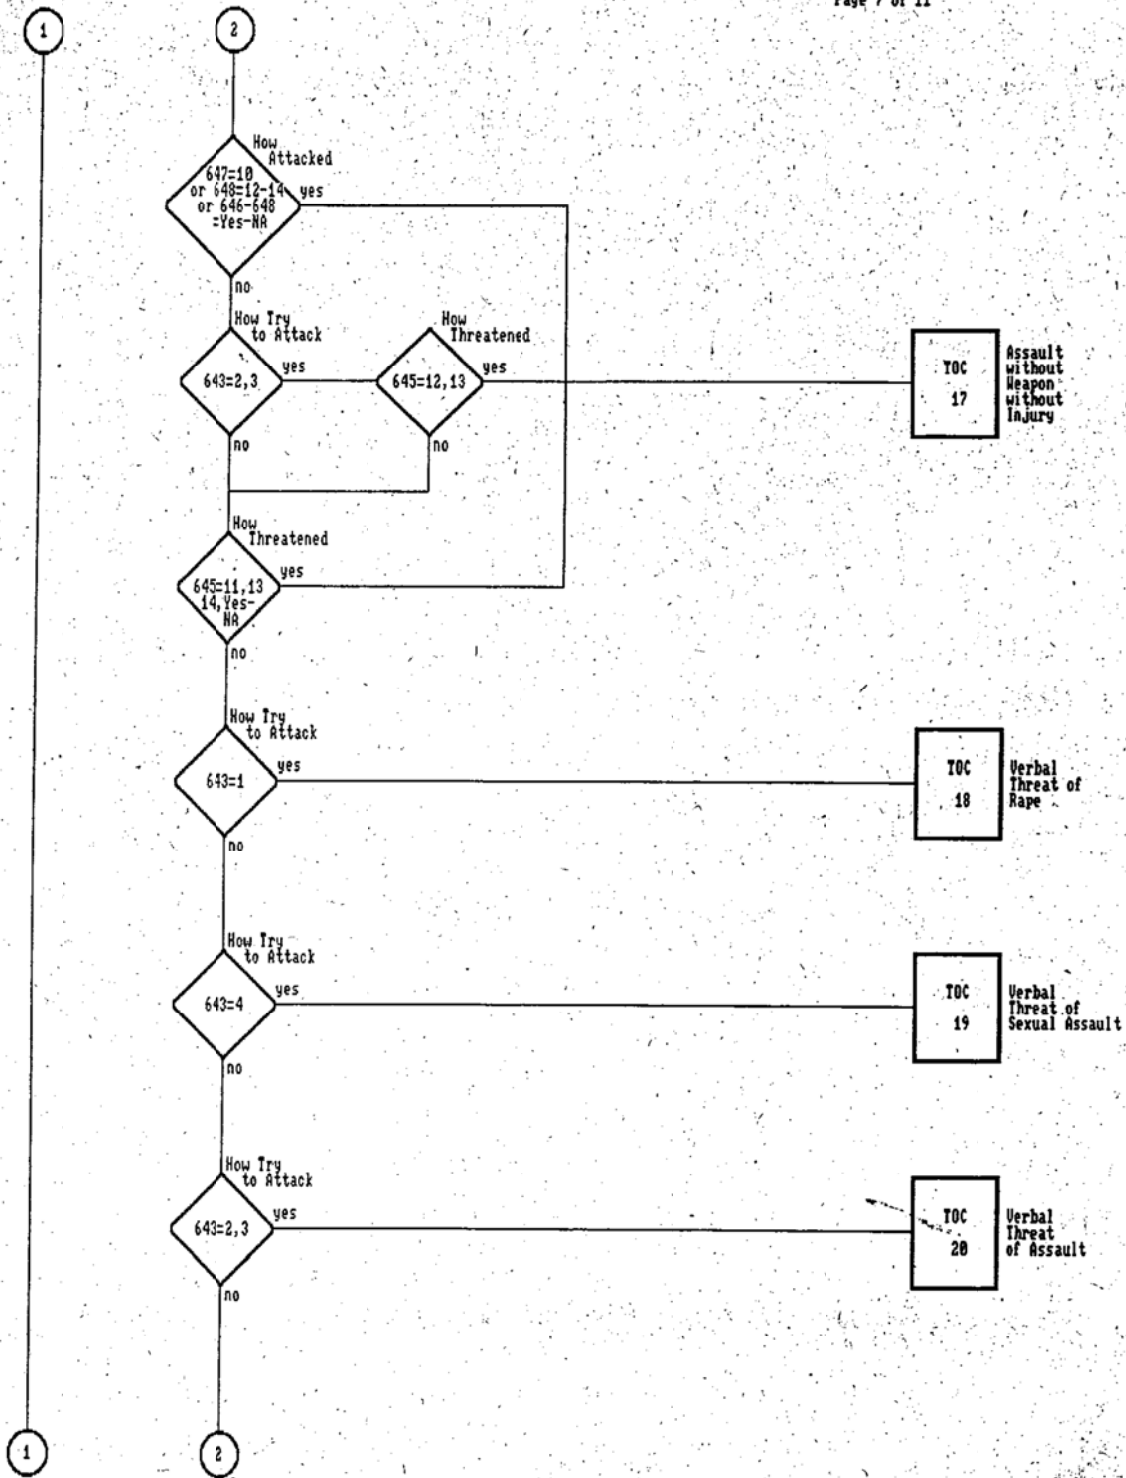 Page 7 of 11
1
2
How
Attacked
647=10
or 648=12-14
or 646-648
=Yes-NA
yes
no
How Try
to Attack
643=2,3
yes
no
How
Threatened
645=12,13
yes
no
TOC
17
Assault
without
Weapon
without
Injury
How
Threatened
645=11,13
14,Yes-
NA
yes
no
How Try
to Attack
643=1
yes
no
TOC
18
Verbal
Threat of
Rape
How Try
to Attack
643=4
yes
no
TOC
19
Verbal
Threat of
Sexual Assault
How Try
to Attack
643=2,3
yes
no
TOC
20
Verbal
Threat
of Assault
1
2